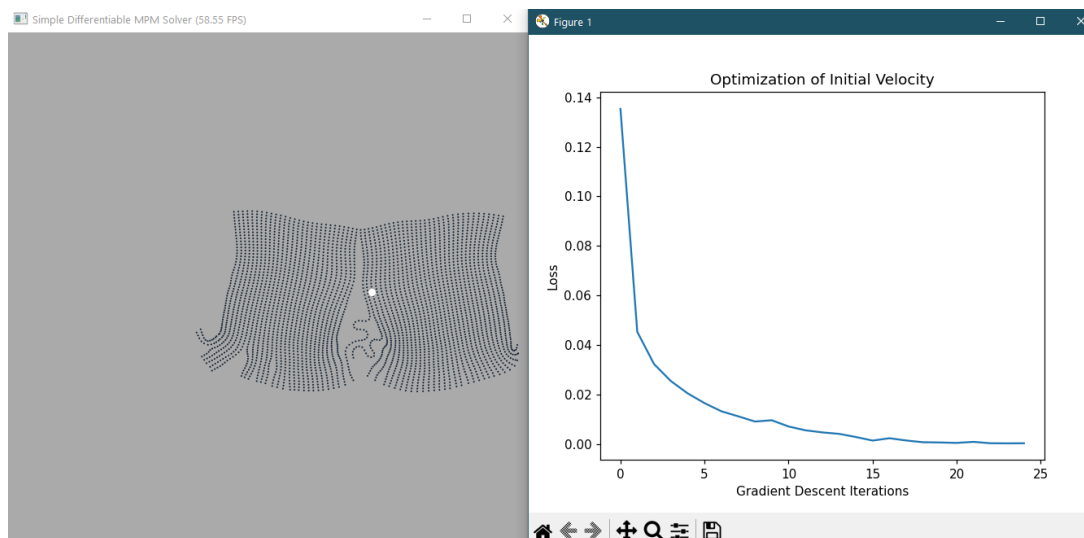 Simple Differentiable MPM Solver (58.55 FPS)
Figure 1
Optimization of Initial Velocity
0.14
0.12
0.10
0.08
0.06
0.04
0.02
0.00
Loss
0 5 10 15 20 25
Gradient Descent Iterations